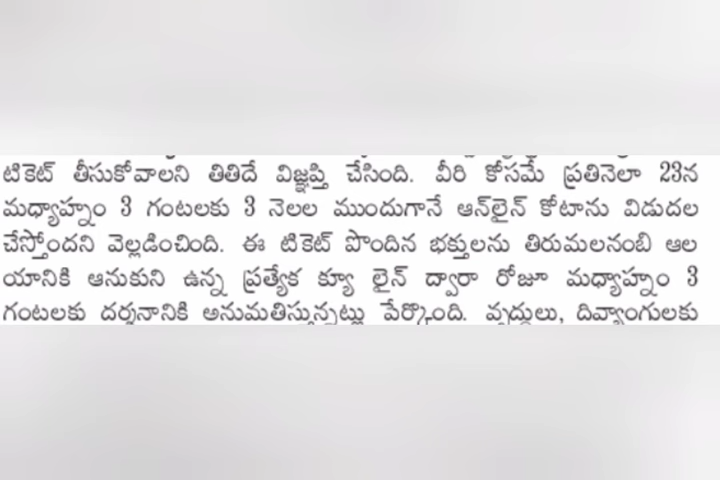 టికెట్ తీసుకోవాలని తితిదే విజ్ఞప్తి చేసింది. వీరి కోసమే ప్రతినెలా 23న
మధ్యాహ్నం 3 గంటలకు 3 నెలల ముందుగానే ఆన్‌లైన్ కోటాను విడుదల
చేస్తోందని వెల్లడించింది. ఈ టికెట్ పొందిన భక్తులను తిరుమలనంబి ఆల
యానికి ఆనుకుని ఉన్న ప్రత్యేక క్యూ లైన్ ద్వారా రోజూ మధ్యాహ్నం 3
గంటలకు దర్శనానికి అనుమతిస్తున్నట్లు పేర్కొంది. వృద్ధులు, దివ్యాంగులకు